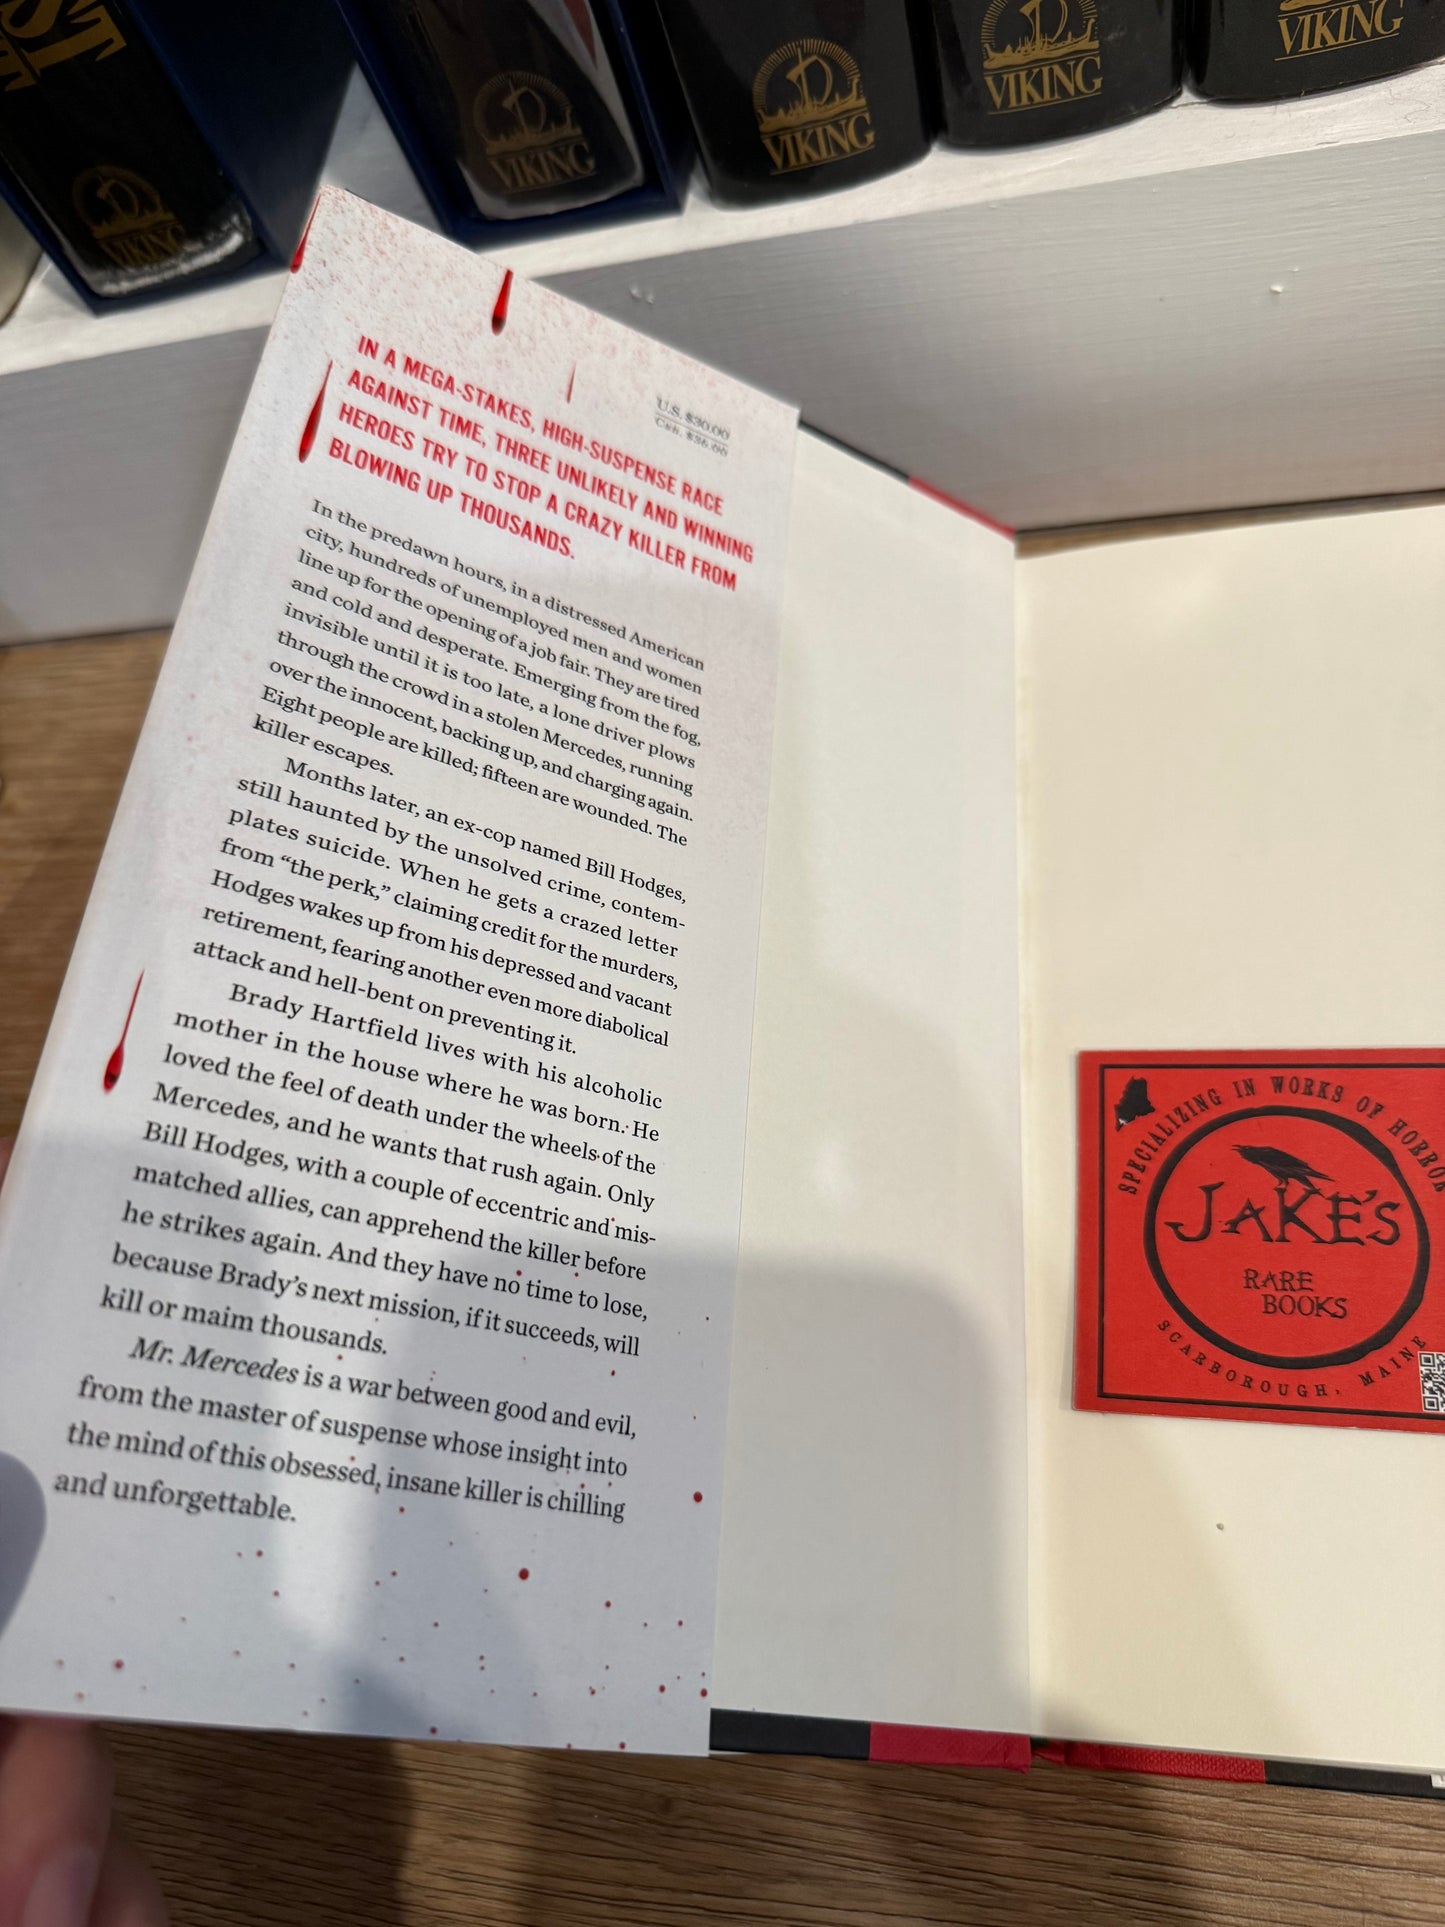 ST
VIKING
VIKING
VIKING
VIKING
VIKING
U.S. $30.00
Can. $36.00
IN A MEGA-STAKES, HIGH-SUSPENSE RACE
AGAINST TIME, THREE UNLIKELY AND WINNING
HEROES TRY TO STOP A CRAZY KILLER FROM
BLOWING UP THOUSANDS.
In the predawn hours, in a distressed American
city, hundreds of unemployed men and women
line up for the opening of a job fair. They are tired
and cold and desperate. Emerging from the fog,
invisible until it is too late, a lone driver plows
through the crowd in a stolen Mercedes, running
over the innocent, backing up, and charging again.
Eight people are killed; fifteen are wounded. The
killer escapes.
Months later, an ex-cop named Bill Hodges,
still haunted by the unsolved crime, contem-
plates suicide. When he gets a crazed letter
from “the perk,” claiming credit for the murders,
Hodges wakes up from his depressed and vacant
retirement, fearing another even more diabolical
attack and hell-bent on preventing it.
Brady Hartfield lives with his alcoholic
mother in the house where he was born. He
loved the feel of death under the wheels of the
Mercedes, and he wants that rush again. Only
Bill Hodges, with a couple of eccentric and mis-
matched allies, can apprehend the killer before
he strikes again. And they have no time to lose,
because Brady’s next mission, if it succeeds, will
kill or maim thousands.
Mr. Mercedes is a war between good and evil,
from the master of suspense whose insight into
the mind of this obsessed, insane killer is chilling
and unforgettable.
SPECIALIZING IN WORKS OF HORROR
JAKE'S
RARE
BOOKS
SCARBOROUGH, MAINE